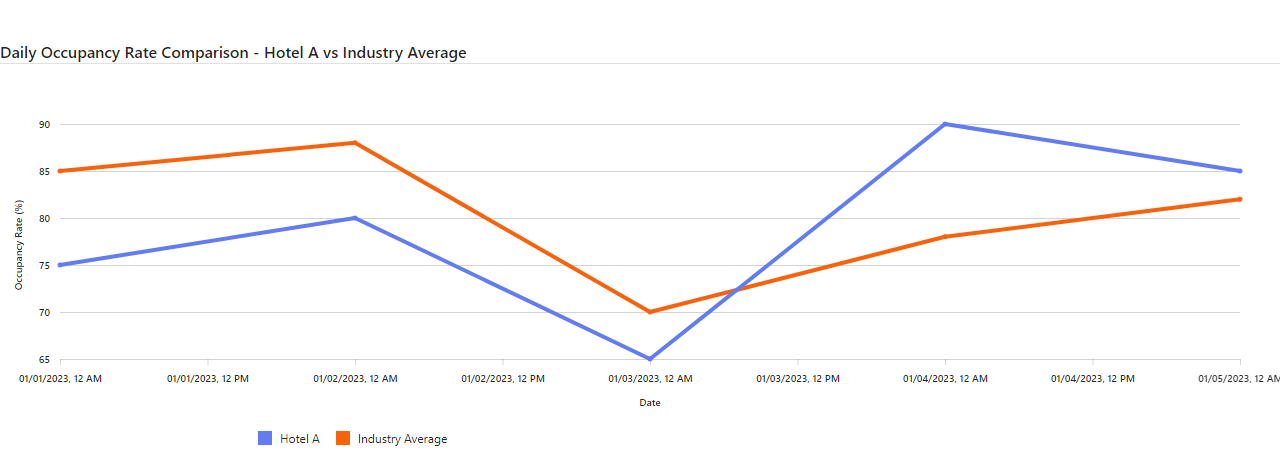 Daily Occupancy Rate Comparison - Hotel A vs Industry Average
90
85
80
75
70
65
Occupancy Rate (%)
01/01/2023, 12 AM 01/01/2023, 12 PM 01/02/2023, 12 AM 01/02/2023, 12 PM 01/03/2023, 12 AM 01/03/2023, 12 PM 01/04/2023, 12 AM 01/04/2023, 12 PM 01/05/2023, 12 AM
Date
Hotel A Industry Average